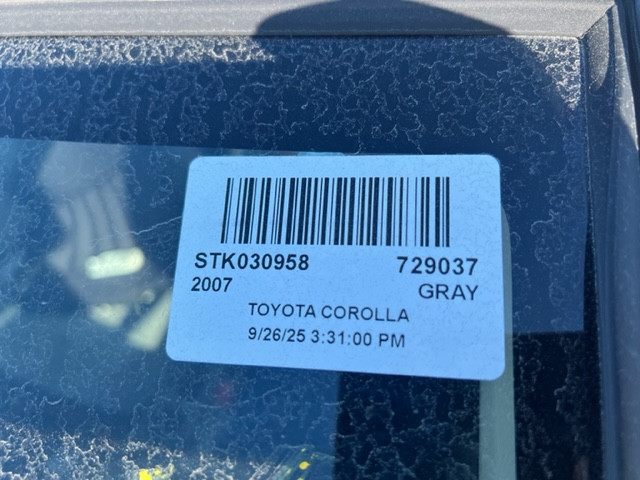 STK030958 729037
2007 GRAY
TOYOTA COROLLA
9/26/25 3:31:00 PM